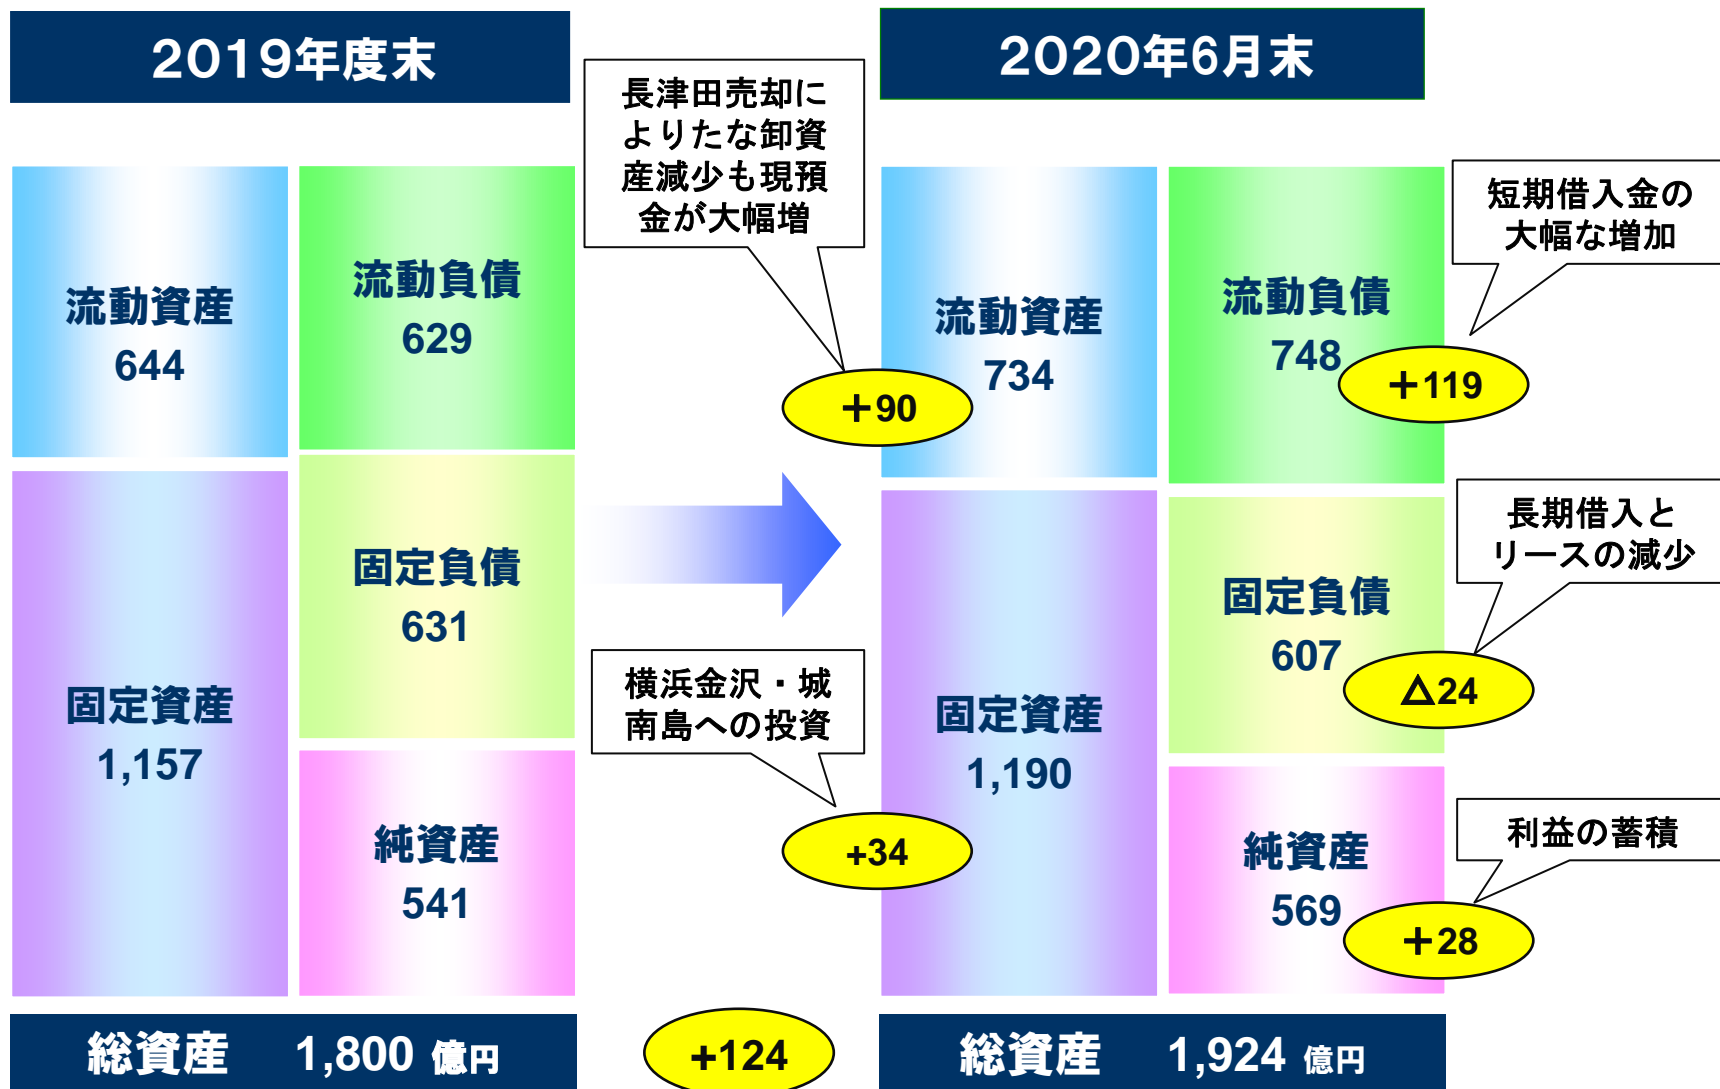 2019年度末
流動資産
644
固定資産
1,157
流動負債
629
固定負債
631
純資産
541
総資産 1,800 億円
長津田売却に
よりたな卸資
産減少も現預
金が大幅増
+90
横浜金沢・城
南島への投資
+34
+124
2020年6月末
流動資産
734
固定資産
1,190
流動負債
748
固定負債
607
純資産
569
総資産 1,924 億円
短期借入金の
大幅な増加
+119
長期借入と
リースの減少
△24
利益の蓄積
+28